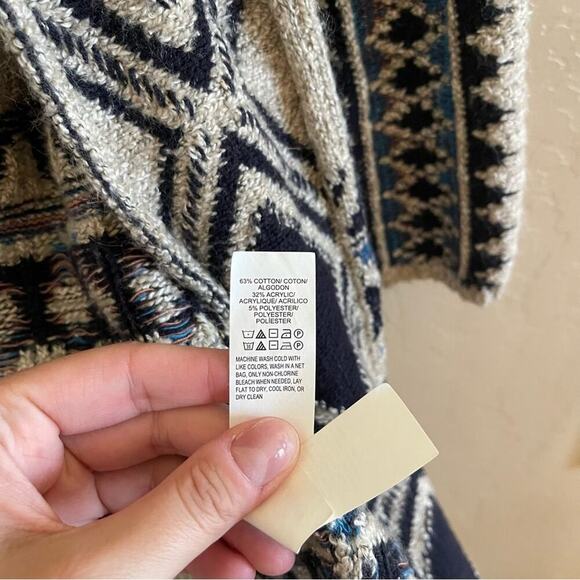 63% COTTON/ COTON/
ALGODON
32% ACRYLIC/
ACRYLIQUE/ ACRILICO
5% POLYESTER/
POLYESTER/
POLIÉSTER
MACHINE WASH COLD WITH
LIKE COLORS, WASH IN A NET
BAG, ONLY NON-CHLORINE
BLEACH WHEN NEEDED, LAY
FLAT TO DRY, COOL IRON, OR
DRY CLEAN